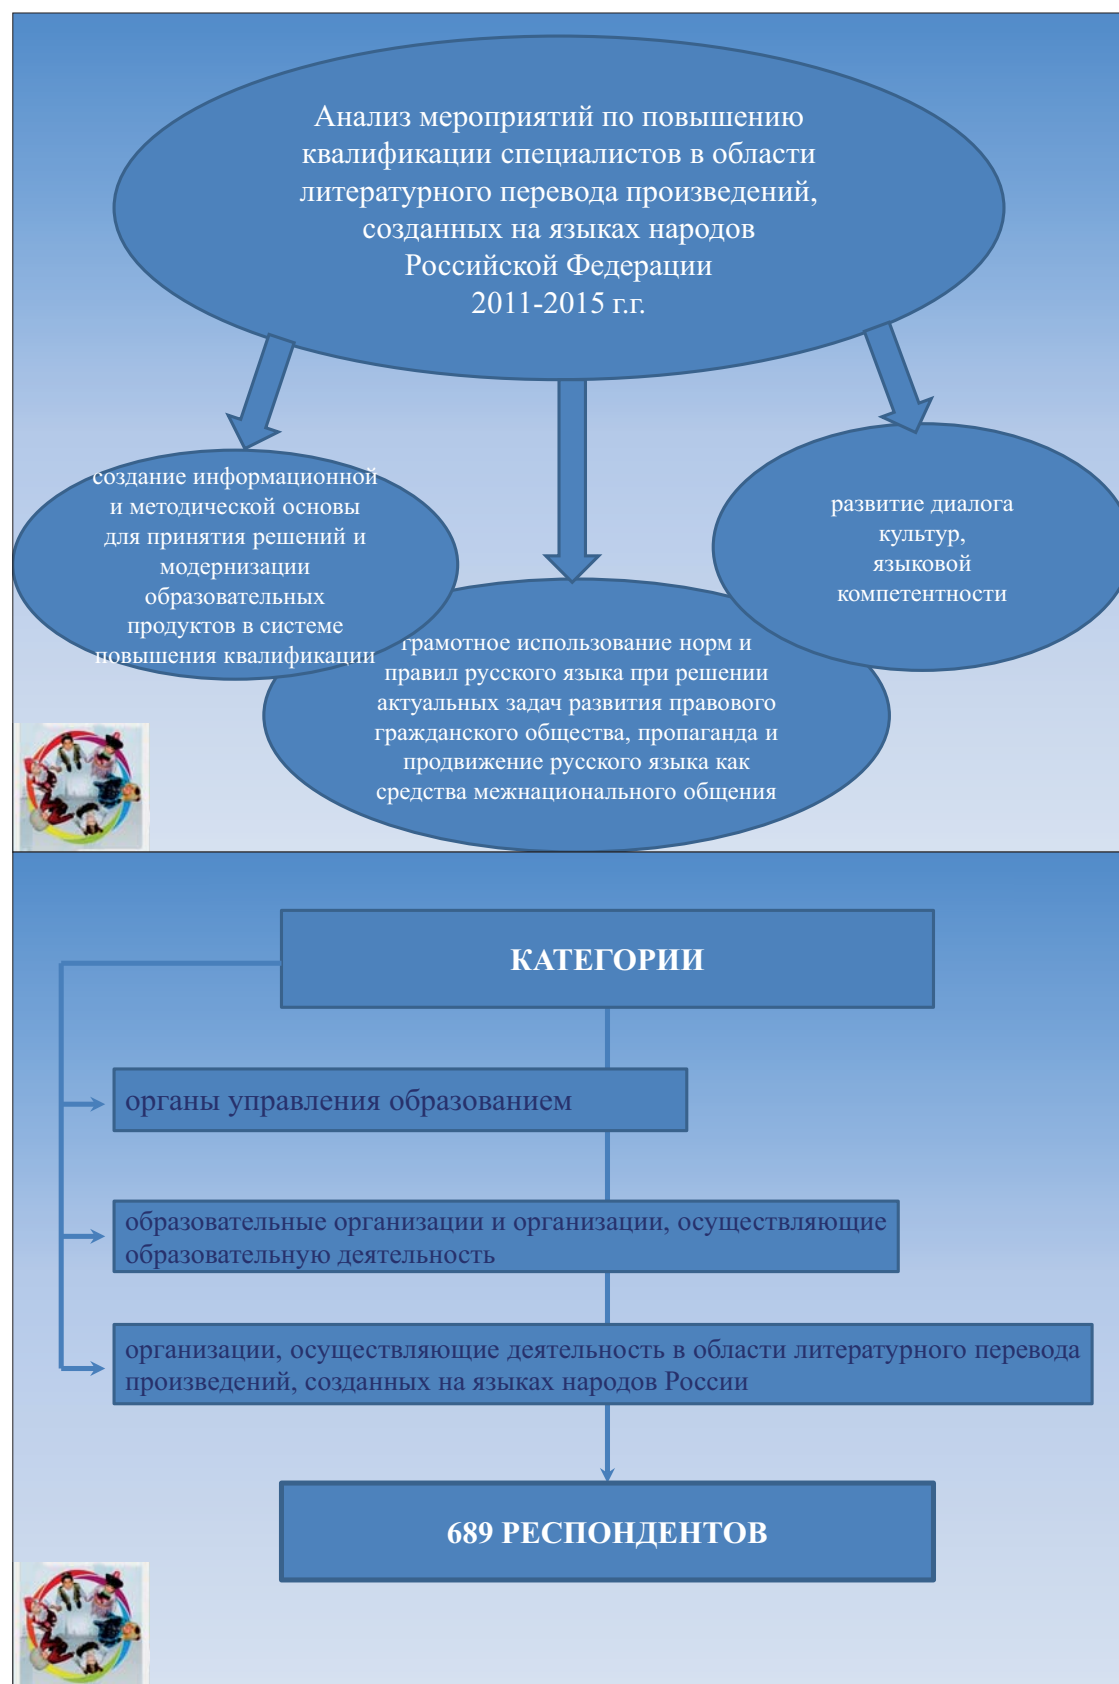 Анализ мероприятий по повышению
квалификации специалистов в области
литературного перевода произведений,
созданных на языках народов
Российской Федерации
2011-2015 г.г.
создание информационной
и методической основы
для принятия решений и
модернизации
образовательных
продуктов в системе
повышения квалификации
грамотное использование норм и
правил русского языка при решении
актуальных задач развития правового
гражданского общества, пропаганда и
продвижение русского языка как
средства межнационального общения
развитие диалога
культур,
языковой
компетентности
КАТЕГОРИИ
органы управления образованием
образовательные организации и организации, осуществляющие
образовательную деятельность
организации, осуществляющие деятельность в области литературного перевода
произведений, созданных на языках народов России
689 РЕСПОНДЕНТОВ